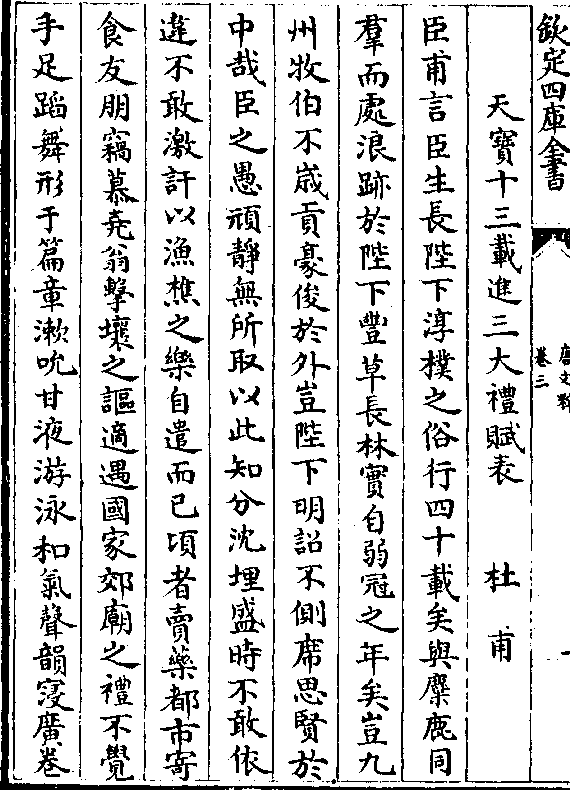 欽定四庫全書
唐文粹
卷三
天寶十三載進三大禮賦表 杜甫
臣甫言臣生長陛下淳樸之俗行四十載矣與麋鹿同
羣而處浪跡於陛下豐草長林實自弱冠之年矣豈九
州牧伯不歲貢豪俊於外豈陛下明詔不側席思賢於
中哉臣之愚頑靜無所取以此知分沈埋盛時不敢依
違不敢激訐以漁樵之樂自遣而已頃者賣藥都市寄
食友朋竊慕堯翁擊壤之謳適遇國家郊廟之禮不覺
手足蹈舞形于篇章漱吮甘液游泳和氣聲韻寖廣卷